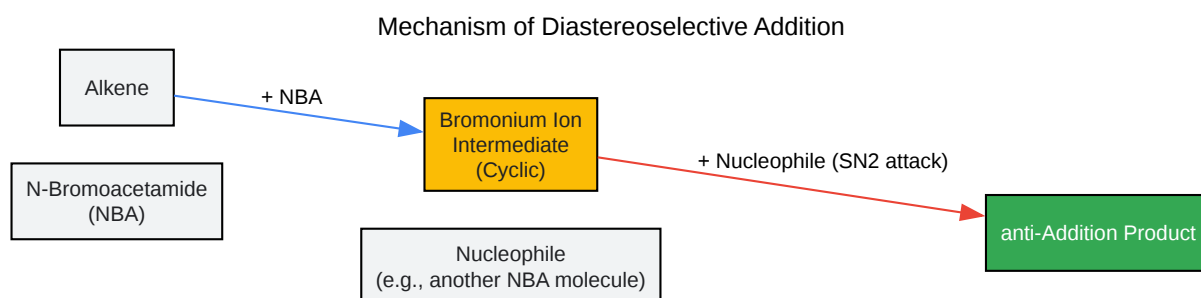 Mechanism of Diastereoselective Addition
Alkene
+ NBA
Bromonium Ion
Intermediate
(Cyclic)
+ Nucleophile (SN2 attack)
N-Bromoacetamide
(NBA)
anti-Addition Product
Nucleophile
(e.g., another NBA molecule)